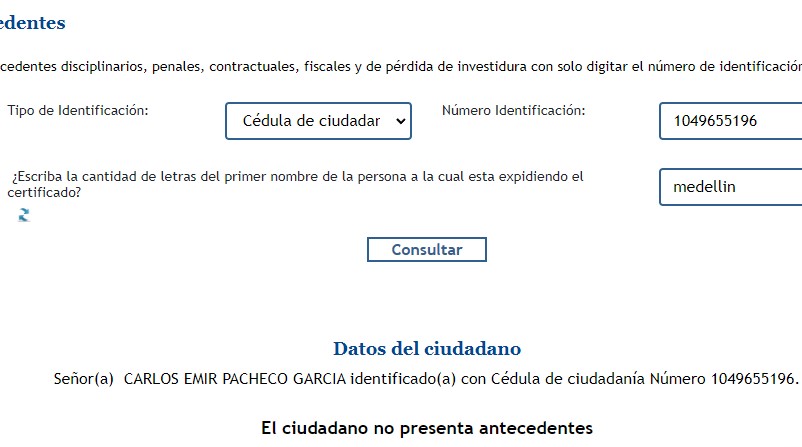 edentes
cedentes disciplinarios, penales, contractuales, fiscales y de pérdida de investidura con solo digitar el número de identificación
Tipo de Identificación:
Cédula de ciudadar
Número Identificación:
1049655196
¿Escriba la cantidad de letras del primer nombre de la persona a la cual esta expidiendo el
certificado?
medellin
Consultar
Datos del ciudadano
Señor(a) CARLOS EMIR PACHECO GARCIA identificado(a) con Cédula de ciudadanía Número 1049655196.
El ciudadano no presenta antecedentes